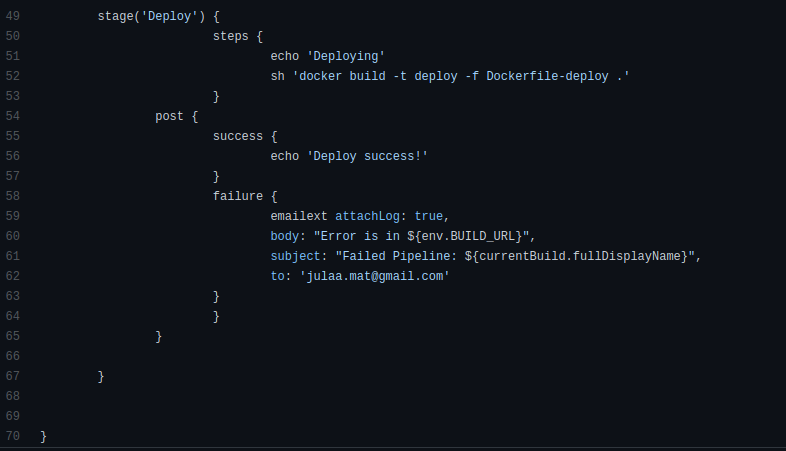 49 stage('Deploy') {
50 steps {
51 echo 'Deploying'
52 sh 'docker build -t deploy -f Dockerfile-deploy .'
53 }
54 post {
55 success {
56 echo 'Deploy success!'
57 }
58 failure {
59 emailext attachLog: true,
60 body: "Error is in ${env.BUILD_URL}",
61 subject: "Failed Pipeline: ${currentBuild.fullDisplayName}",
62 to: 'julaa.mat@gmail.com'
63 }
64 }
65 }
66
67 }
68
69
70 }